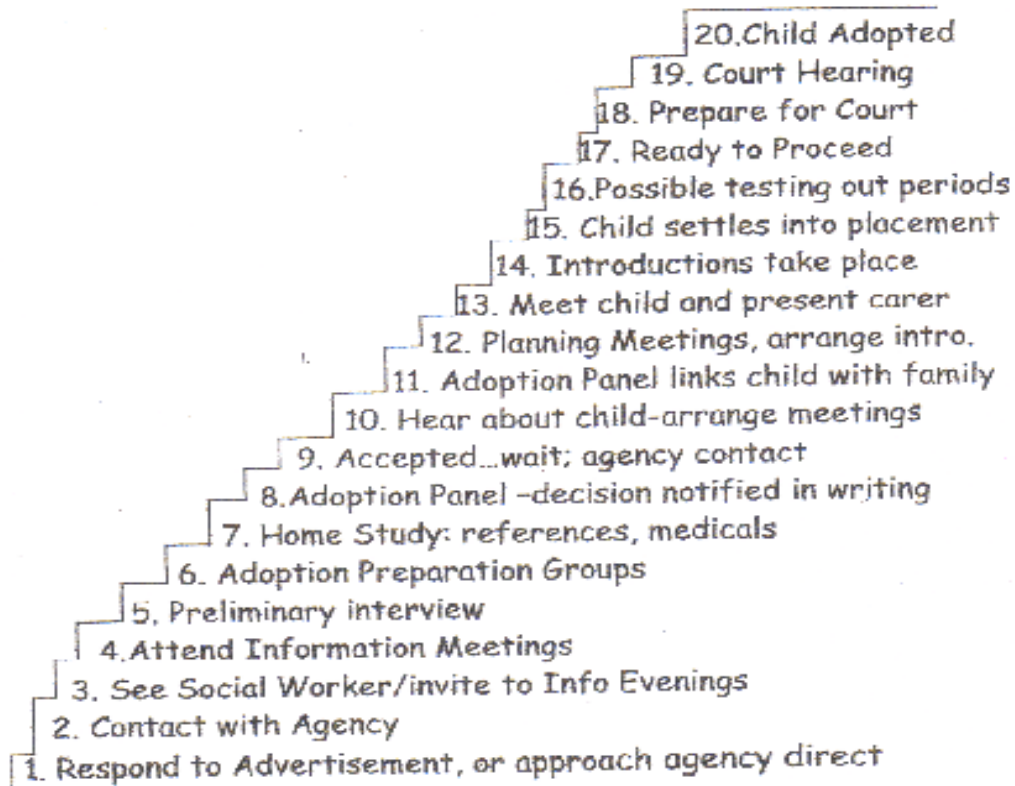 20.Child Adopted
19. Court Hearing
18. Prepare for Court
17. Ready to Proceed
16.Possible testing out periods
15. Child settles into placement
14. Introductions take place
13. Meet child and present carer
12. Planning Meetings, arrange intro.
11. Adoption Panel links child with family
10. Hear about child-arrange meetings
9. Accepted...wait; agency contact
8.Adoption Panel –decision notified in writing
7. Home Study: references, medicals
6. Adoption Preparation Groups
5. Preliminary interview
4.Attend Information Meetings
3. See Social Worker/invite to Info Evenings
2. Contact with Agency
1. Respond to Advertisement, or approach agency direct